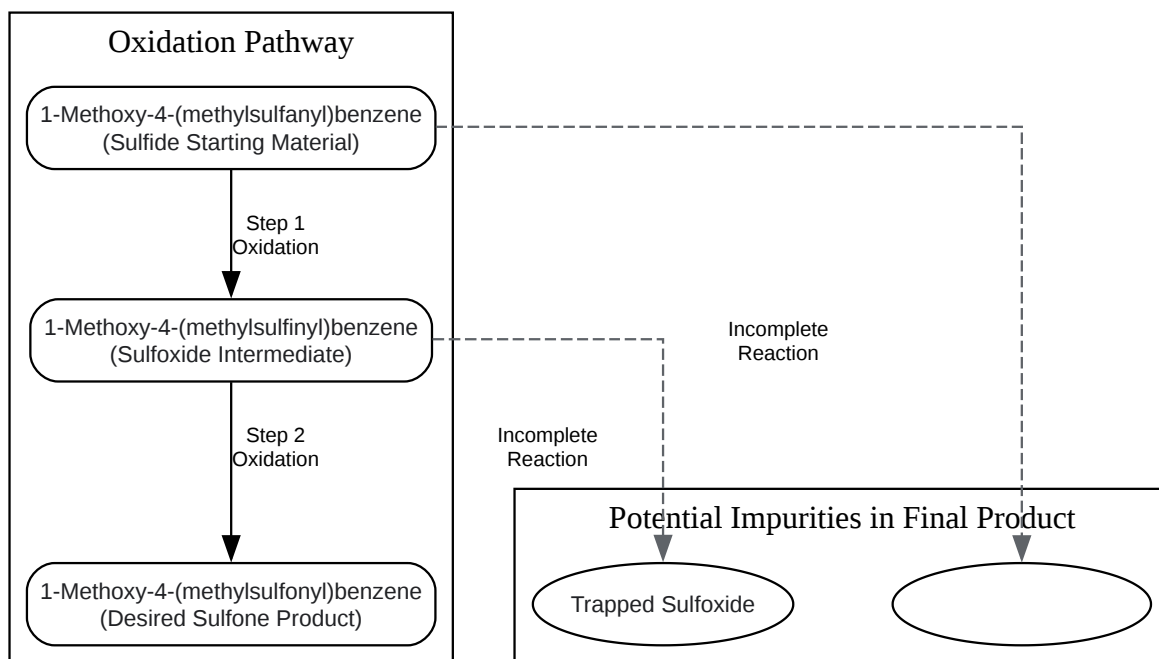 Oxidation Pathway
1-Methoxy-4-(methylsulfanyl)benzene
(Sulfide Starting Material)
Step 1
Oxidation
1-Methoxy-4-(methylsulfinyl)benzene
(Sulfoxide Intermediate)
Incomplete
Reaction
Step 2
Oxidation
Incomplete
Reaction
Potential Impurities in Final Product
1-Methoxy-4-(methylsulfonyl)benzene
(Desired Sulfone Product)
Trapped Sulfoxide